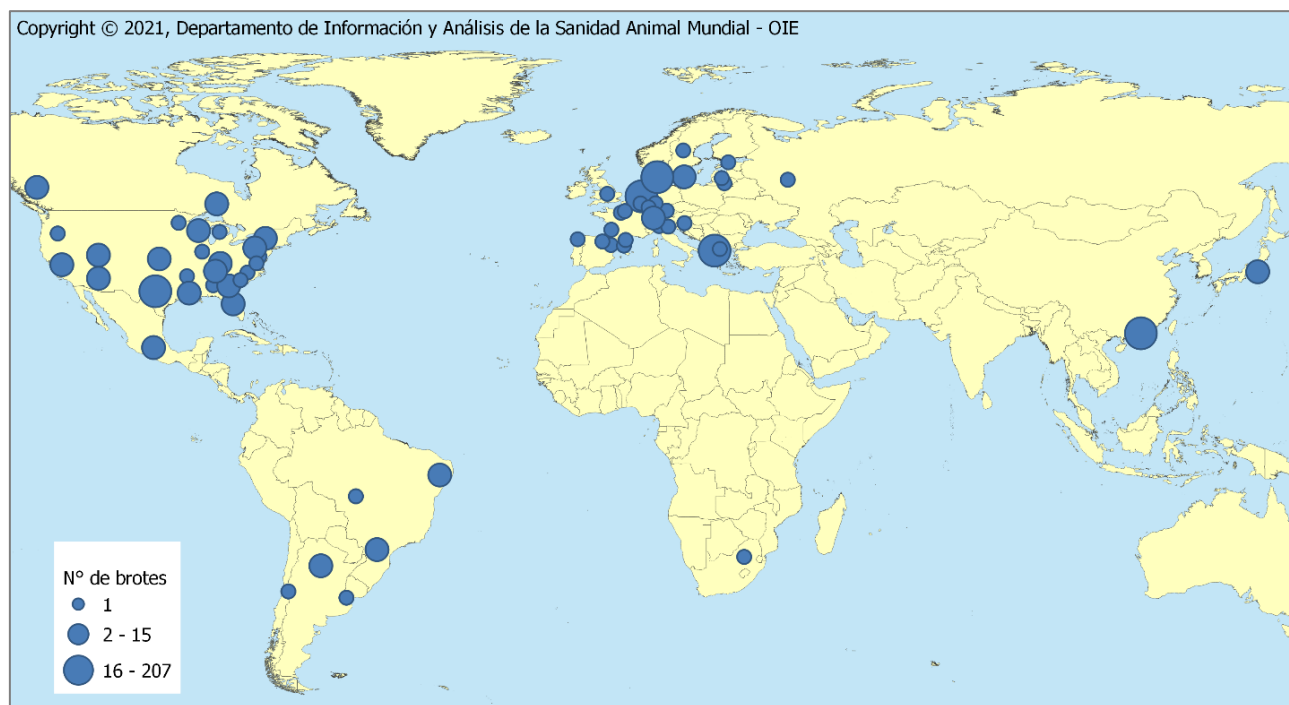 Copyright © 2021, Departamento de Información y Análisis de la Sanidad Animal Mundial - OIE
N° de brotes
1
2 - 15
16 - 207